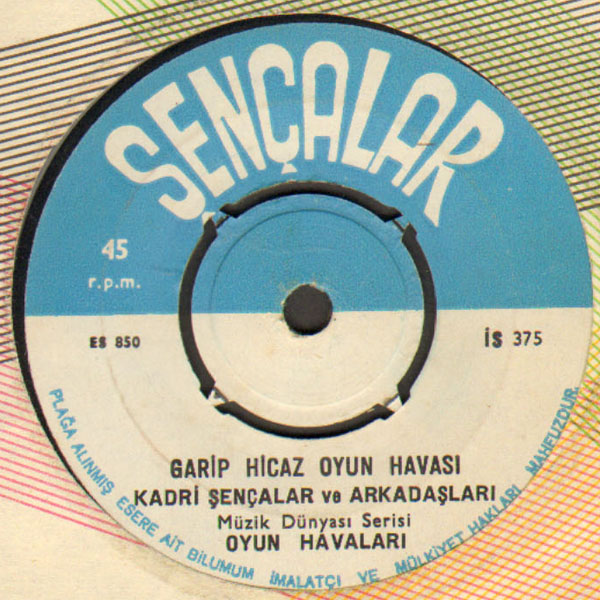 ŞENÇALAR
45
r.p.m.
ES 850
İS 375
GARİP HİCAZ OYUN HAVASI
KADRİ ŞENÇALAR ve ARKADAŞLARI
Müzik Dünyası Serisi
OYUN HAVALARI
PLAĞA ALINMIŞ ESERE AİT BİLUMUM İMALATÇI VE MÜLKİYET HAKLARI MAHFUZDUR.